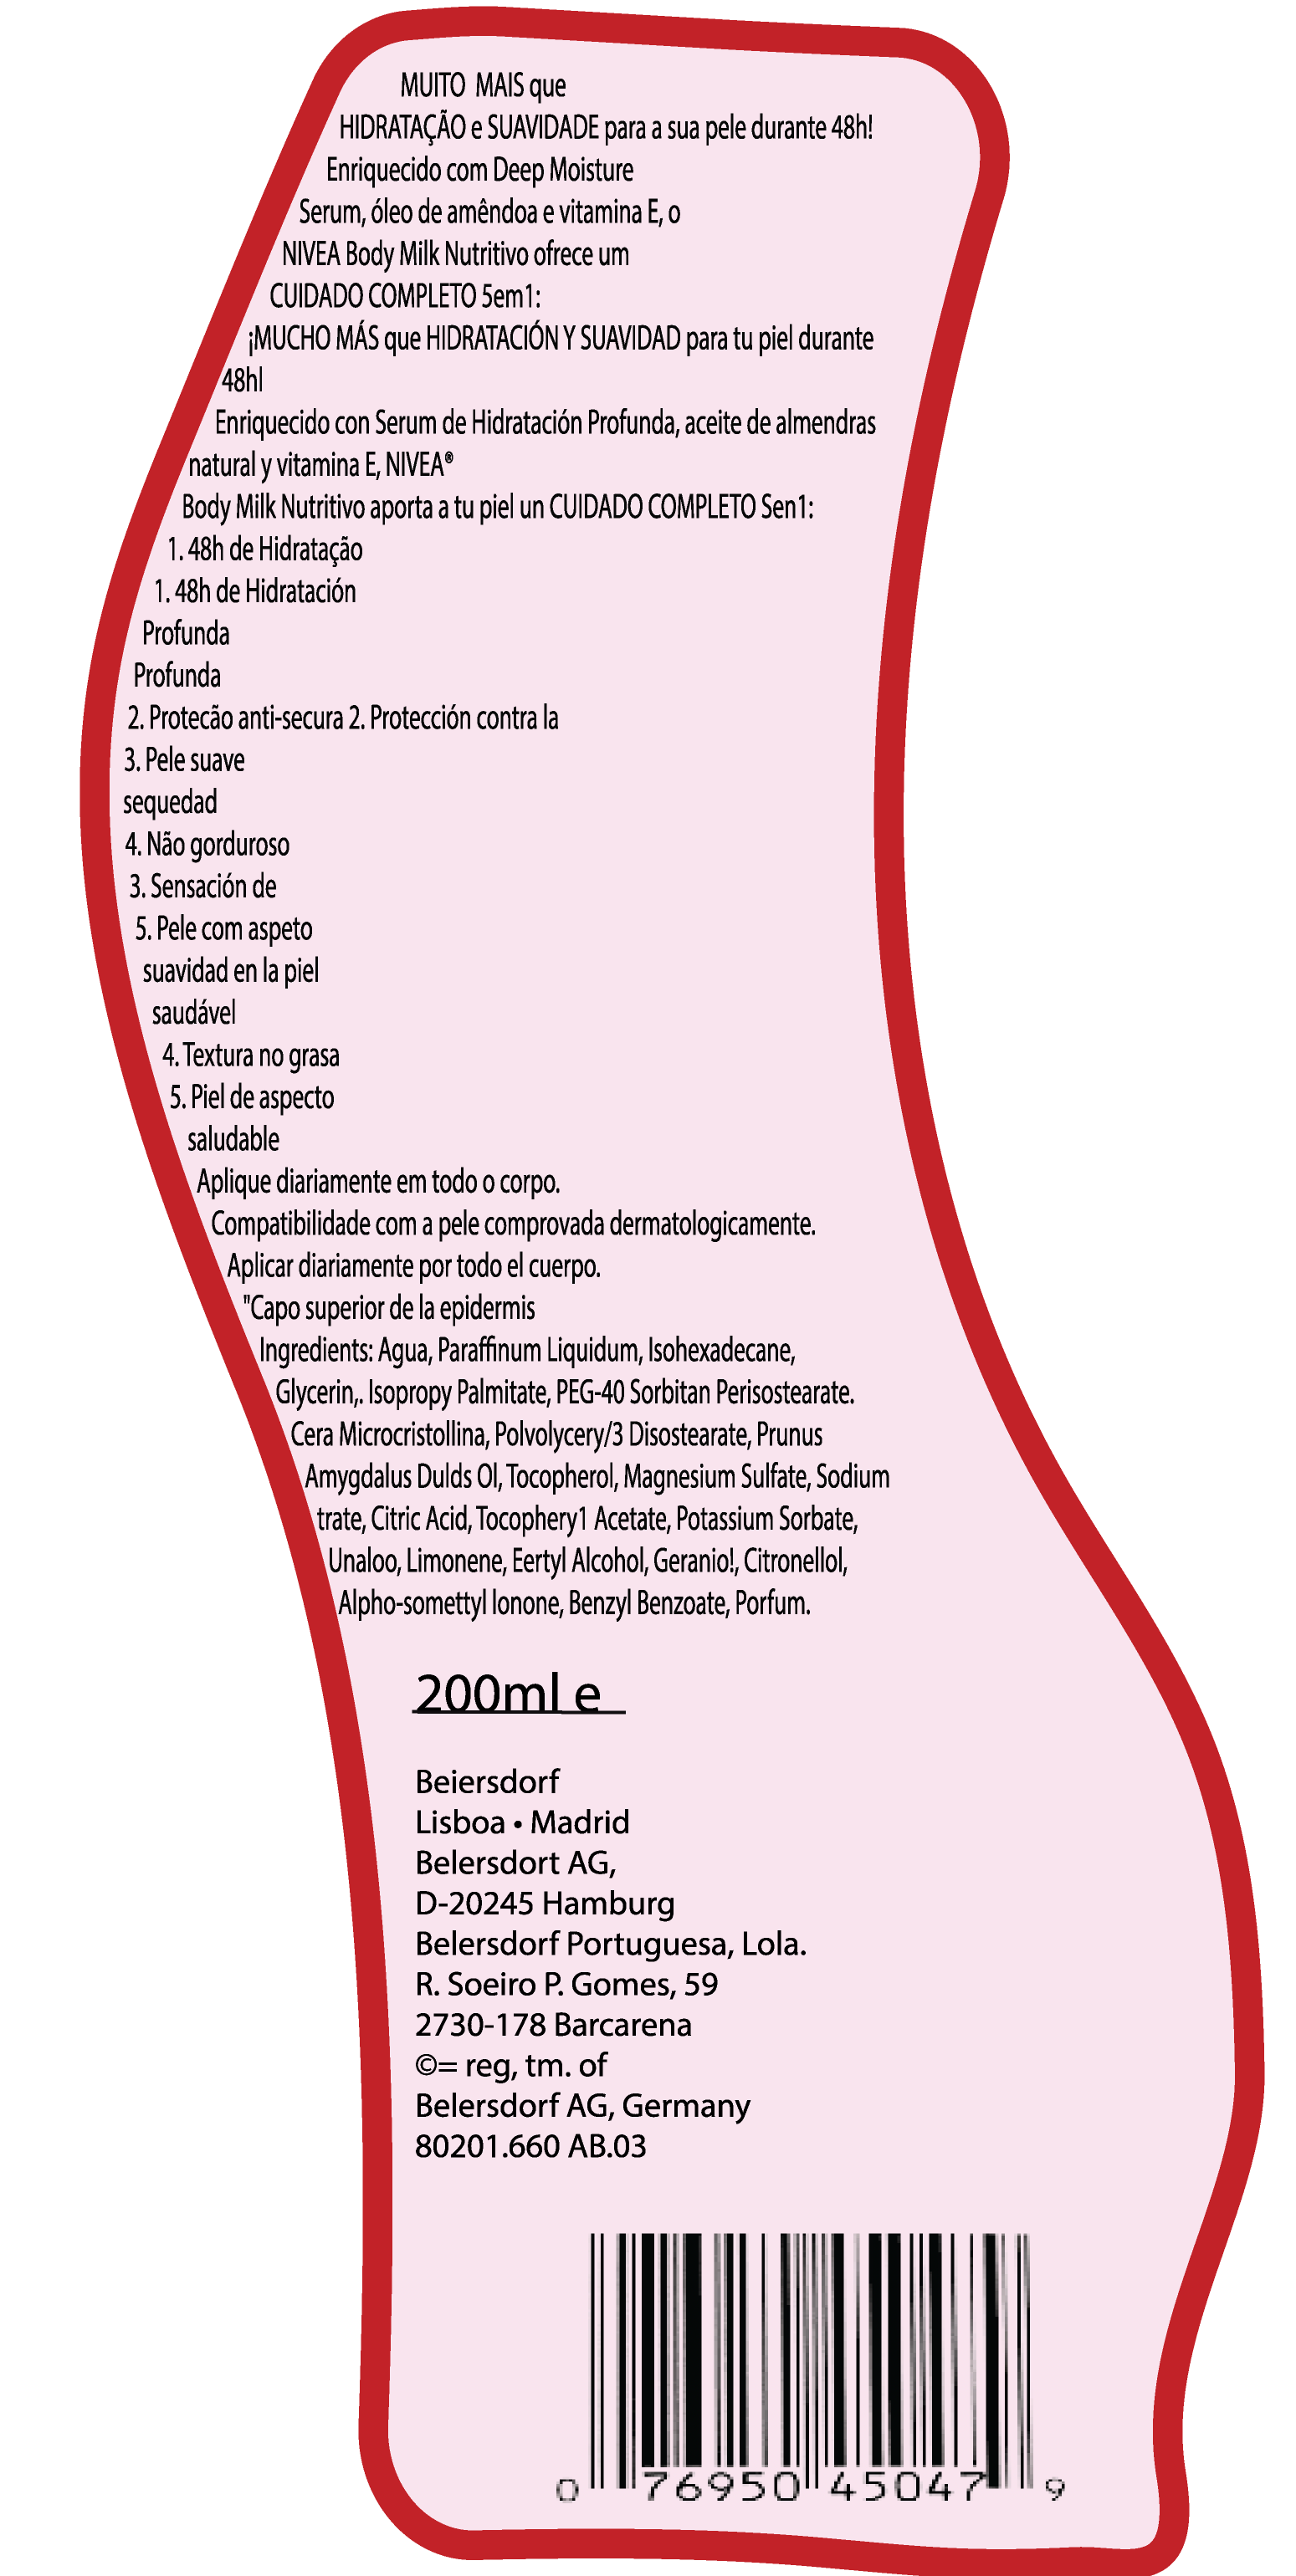 MUITO MAIS que
HIDRATAÇÃO e SUAVIDADE para a sua pele durante 48h!
Enriquecido com Deep Moisture
Serum, óleo de amêndoa e vitamina E, o
NIVEA Body Milk Nutritivo ofrece um
CUIDADO COMPLETO 5em1:
¡MUCHO MÁS que HIDRATACIÓN Y SUAVIDAD para tu piel durante
48hl
Enriquecido con Serum de Hidratación Profunda, aceite de almendras
natural y vitamina E, NIVEA®
Body Milk Nutritivo aporta a tu piel un CUIDADO COMPLETO Sen1:
1. 48h de Hidratação
1. 48h de Hidratación
Profunda
Profunda
2. Protecão anti-secura 2. Protección contra la
3. Pele suave
sequedad
4. Não gorduroso
3. Sensación de
5. Pele com aspeto
suavidad en la piel
saudável
4. Textura no grasa
5. Piel de aspecto
saludable
Aplique diariamente em todo o corpo.
Compatibilidade com a pele comprovada dermatologicamente.
Aplicar diariamente por todo el cuerpo.
"Capo superior de la epidermis
Ingredients: Agua, Paraffinum Liquidum, Isohexadecane,
Glycerin,. Isopropy Palmitate, PEG-40 Sorbitan Perisostearate.
Cera Microcristollina, Polvolycery/3 Disostearate, Prunus
Amygdalus Dulds Ol, Tocopherol, Magnesium Sulfate, Sodium
trate, Citric Acid, Tocophery1 Acetate, Potassium Sorbate,
Unaloo, Limonene, Eertyl Alcohol, Geranio!, Citronellol,
Alpho-somettyl lonone, Benzyl Benzoate, Porfum.
200ml e
Beiersdorf
Lisboa • Madrid
Belersdort AG,
D-20245 Hamburg
Belersdorf Portuguesa, Lola.
R. Soeiro P. Gomes, 59
2730-178 Barcarena
©= reg, tm. of
Belersdorf AG, Germany
80201.660 AB.03
0 76950 45047 9